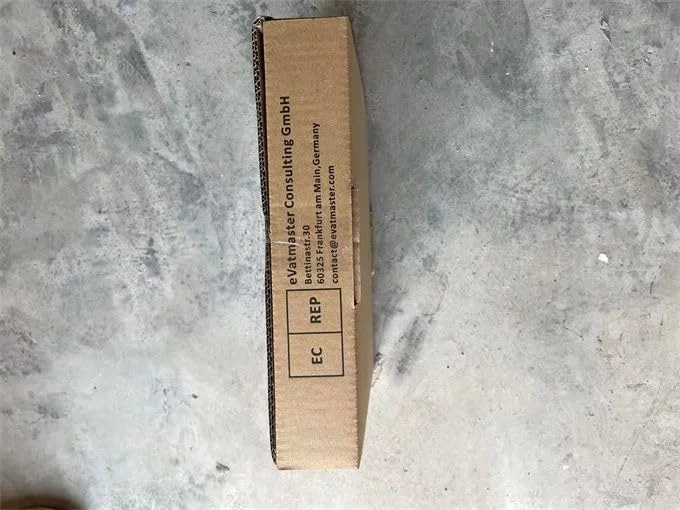 EC REP
eVatmaster Consulting GmbH
Bettinastr.30
60325 Frankfurt am Main,Germany
contact@evatmaster.com